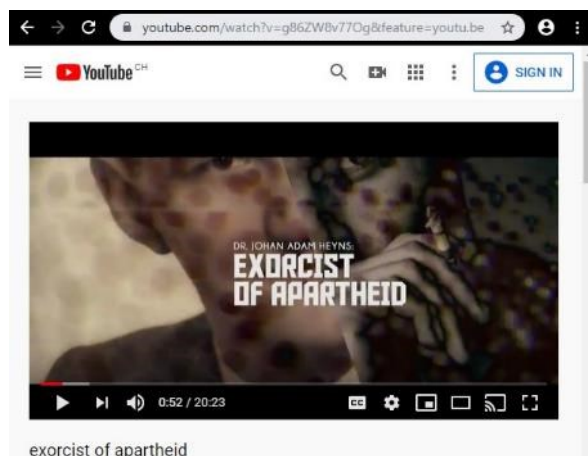 youtube.com/watch?v=g86ZW8v77Og&feature=youtu.be
YouTube CH
SIGN IN
DR. JOHAN ADAM HEYNS:
EXORCIST
OF APARTHEID
0:52 / 20:23
CC
exorcist of apartheid